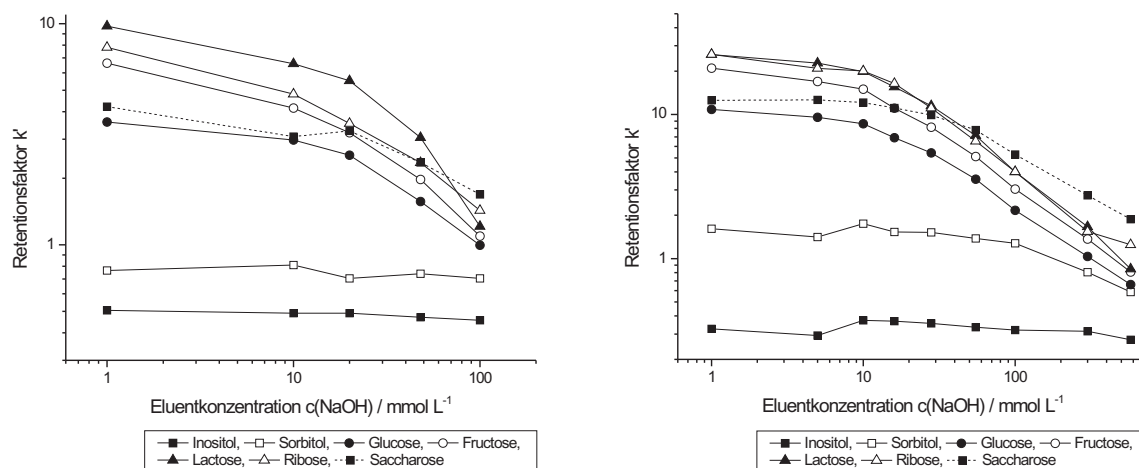 10
1
Retentionsfaktor k'
1
10
100
Eluentkonzentration c(NaOH) / mmol L⁻¹
Inositol, Sorbitol, Glucose, Fructose,
Lactose, Ribose, Saccharose
10
1
Retentionsfaktor k'
1
10
100
Eluentkonzentration c(NaOH) / mmol L⁻¹
Inositol, Sorbitol, Glucose, Fructose,
Lactose, Ribose, Saccharose